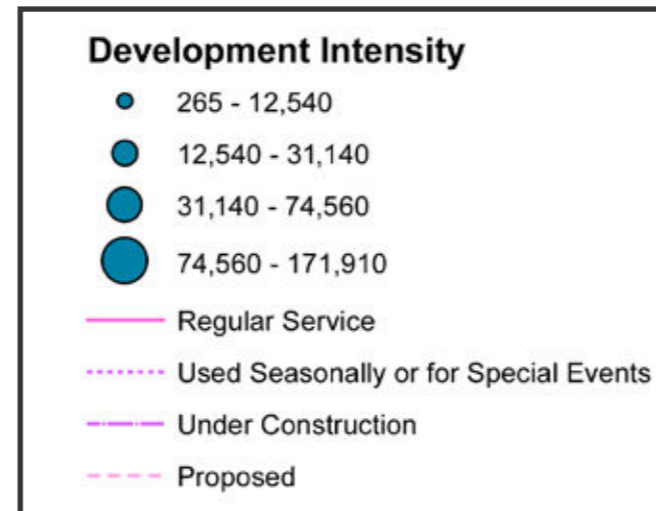 Development Intensity
265 - 12,540
12,540 - 31,140
31,140 - 74,560
74,560 - 171,910
Regular Service
Used Seasonally or for Special Events
Under Construction
Proposed